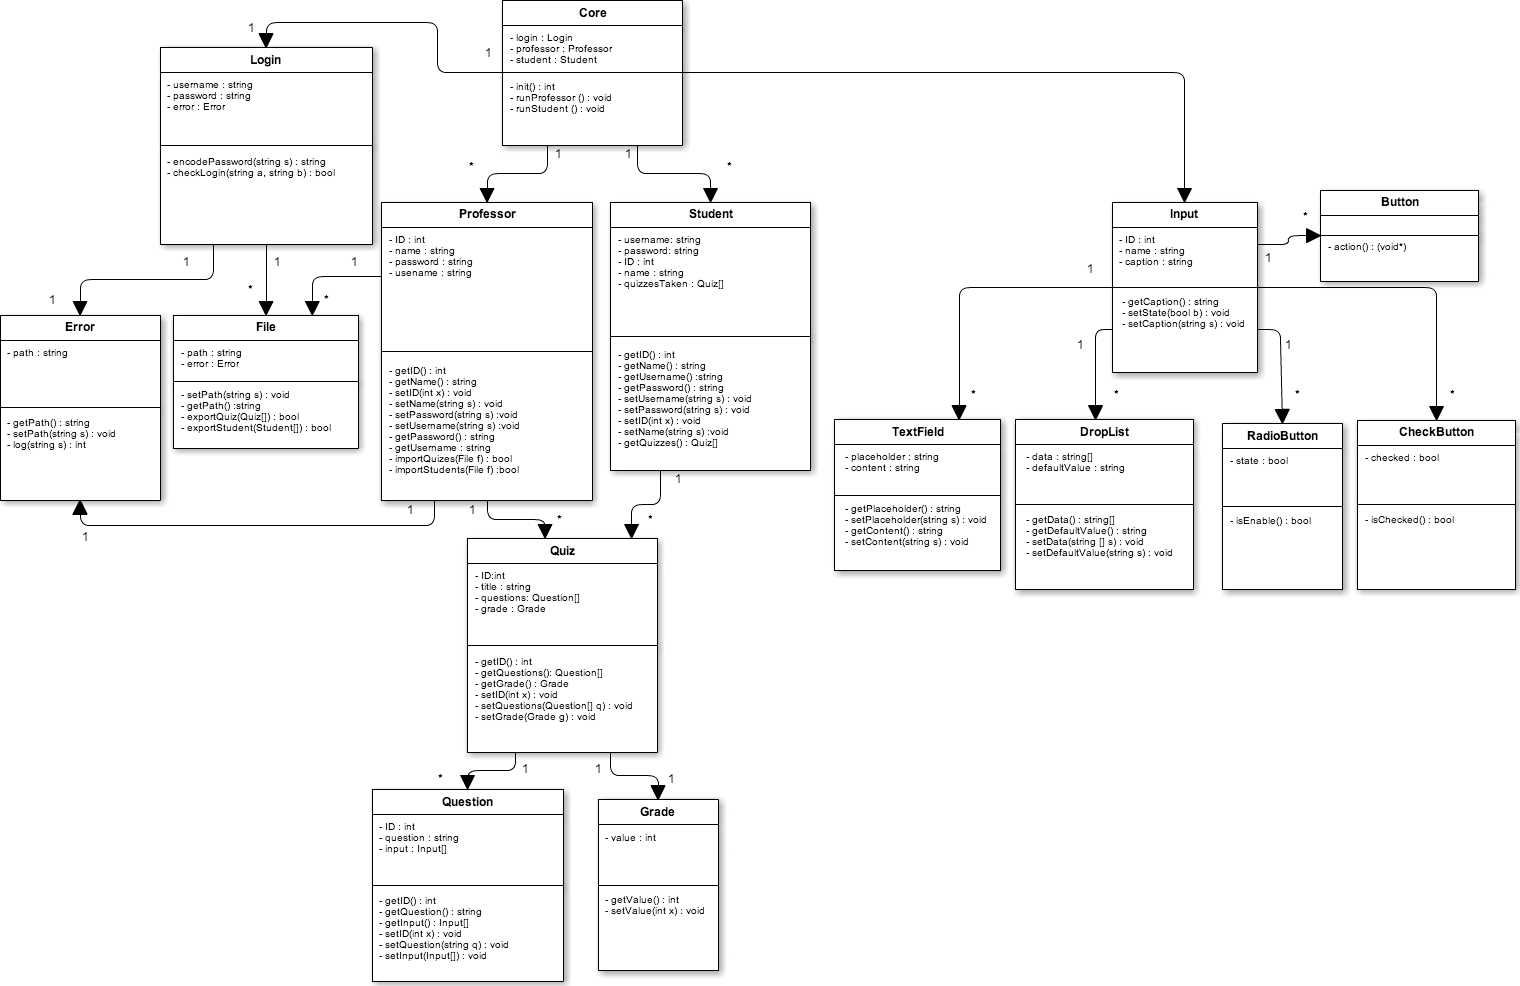 Core
- login : Login
- professor : Professor
- student : Student
- init() : int
- runProfessor () : void
- runStudent () : void
1
1
Login
- username : string
- password : string
- error : Error
- encodePassword(string s) : string
- checkLogin(string a, string b) : bool
1
1
*
*
Professor
- ID : int
- name : string
- password : string
- usename : string
- getID() : int
- getName() : string
- setID(int x) : void
- setName(string s) : void
- setPassword(string s) :void
- setUsername(string s) :void
- getPassword() : string
- getUsername : string
- importQuizes(File f) : bool
- importStudents(File f) :bool
Student
- username: string
- password: string
- ID : int
- name : string
- quizzesTaken : Quiz[]
- getID() : int
- getName() : string
- getUsername() :string
- getPassword() : string
- setUsername(string s) : void
- setPassword(string s) : void
- setID(int x) : void
- setName(string s) :void
- getQuizzes() : Quiz[]
Input
- ID : int
- name : string
- caption : string
- getCaption() : string
- setState(bool b) : void
- setCaption(string s) : void
Button
- action() : (void*)
*
1
1
1
1
1
1
1
1
*
*
Error
- path : string
- getPath() : string
- setPath(string s) : void
- log(string s) : int
File
- path : string
- error : Error
- setPath(string s) : void
- getPath() :string
- exportQuiz(Quiz[]) : bool
- exportStudent(Student[]) : bool
*
*
*
*
TextField
- placeholder : string
- content : string
- getPlaceholder() : string
- setPlaceholder(string s) : void
- getContent() : string
- setContent(string s) : void
DropList
- data : string[]
- defaultValue : string
- getData() : string[]
- getDefaultValue() : string
- setData(string [] s) : void
- setDefaultValue(string s) : void
RadioButton
- state : bool
- isEnable() : bool
CheckButton
- checked : bool
- isChecked() : bool
1
1
1
1
*
*
Quiz
- ID:int
- title : string
- questions: Question[]
- grade : Grade
- getID() : int
- getQuestions(): Question[]
- getGrade() : Grade
- setID(int x) : void
- setQuestions(Question[] q) : void
- setGrade(Grade g) : void
*
1
1
1
Question
- ID : int
- question : string
- input : Input[]
- getID() : int
- getQuestion() : string
- getInput() : Input[]
- setID(int x) : void
- setQuestion(string q) : void
- setInput(Input[]) : void
Grade
- value : int
- getValue() : int
- setValue(int x) : void